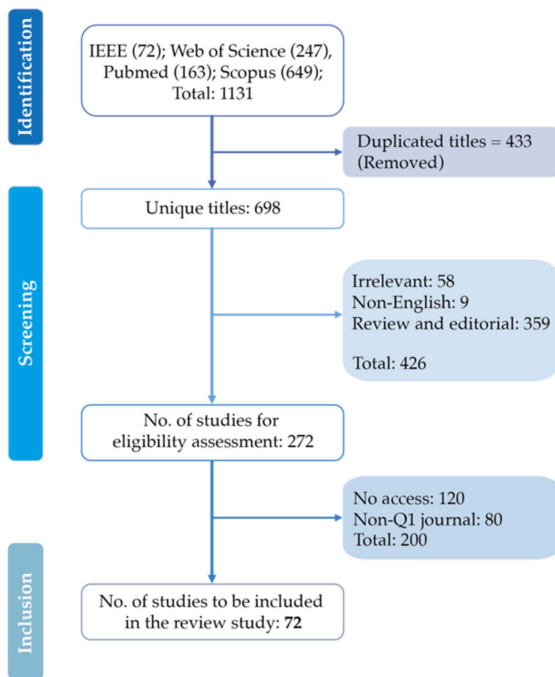 Identification
IEEE (72); Web of Science (247),
Pubmed (163); Scopus (649);
Total: 1131
Duplicated titles = 433
(Removed)
Unique titles: 698
Screening
Irrelevant: 58
Non-English: 9
Review and editorial: 359
Total: 426
No. of studies for
eligibility assessment: 272
No access: 120
Non-Q1 journal: 80
Total: 200
Inclusion
No. of studies to be included
in the review study: 72